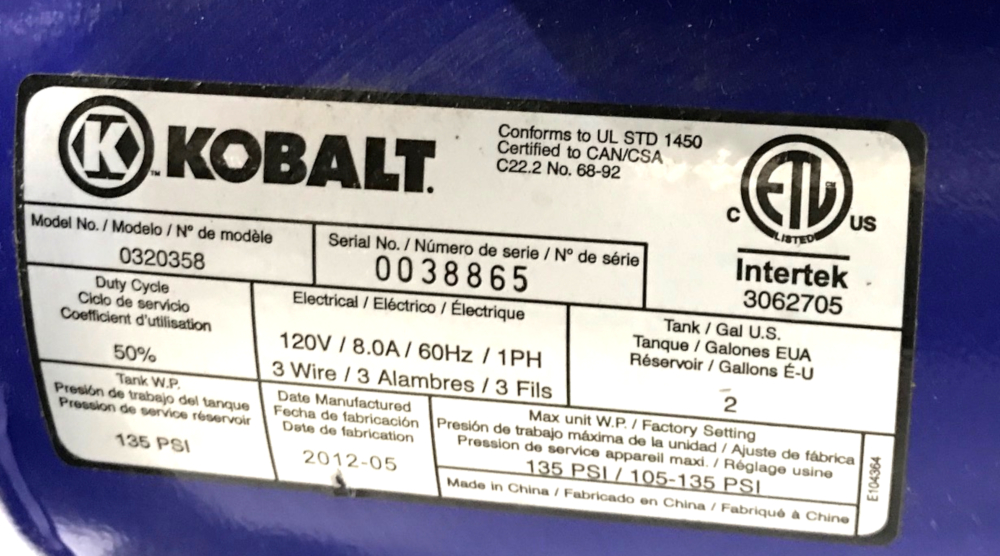 K
™
KOBALT.
Conforms to UL STD 1450
Certified to CAN/CSA
C22.2 No. 68-92
ETL
C US
LISTED
Intertek
3062705
Model No. / Modelo / Nº de modèle
0320358
Serial No. / Número de serie / Nº de série
0038865
Duty Cycle
Ciclo de servicio
Coefficient d'utilisation
50%
Electrical / Eléctrico / Électrique
120V / 8.0A / 60Hz / 1PH
3 Wire / 3 Alambres / 3 Fils
Tank / Gal U.S.
Tanque / Galones EUA
Réservoir / Gallons É-U
2
Tank W.P.
Presión de trabajo del tanque
Pression de service réservoir
135 PSI
Date Manufactured
Fecha de fabricación
Date de fabrication
2012-05
Max unit W.P. / Factory Setting
Presión de trabajo máxima de la unidad / Ajuste de fábrica
Pression de service appareil maxi. / Réglage usine
135 PSI / 105-135 PSI
Made in China / Fabricado en China / Fabriqué à Chine
E104364